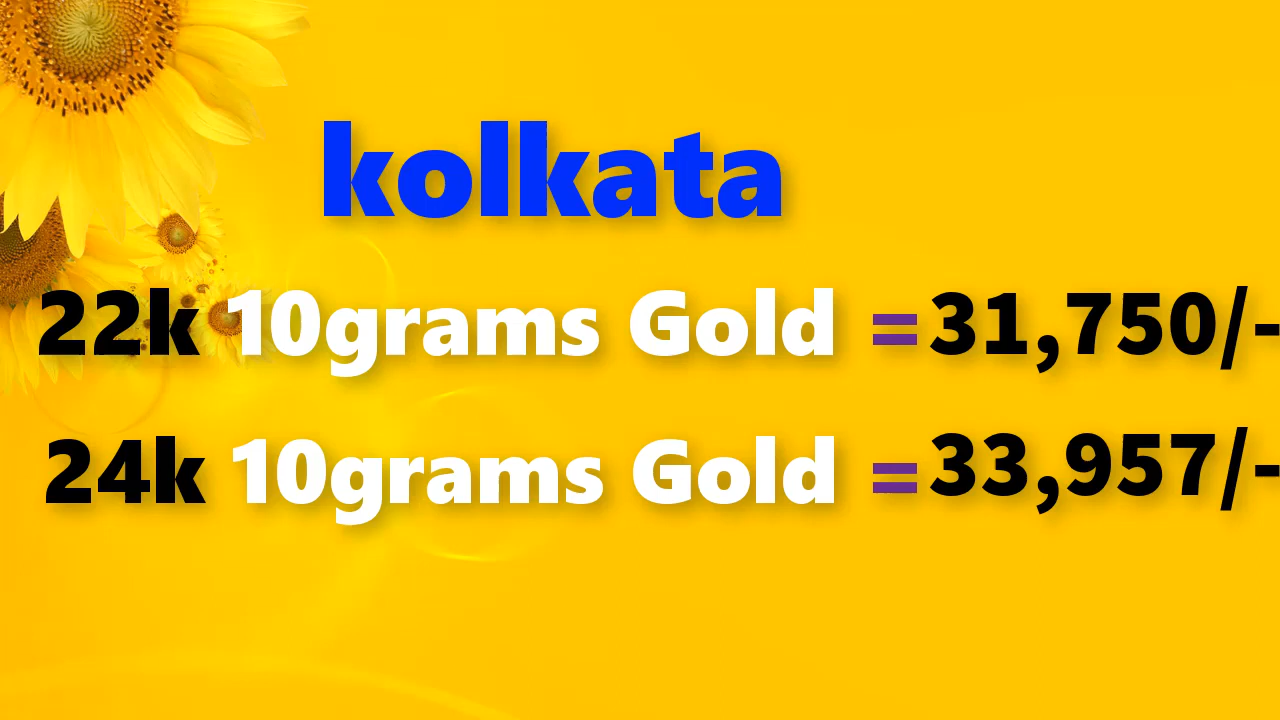 kolkata
22k 10grams Gold =31,750/-
24k 10grams Gold =33,957/-